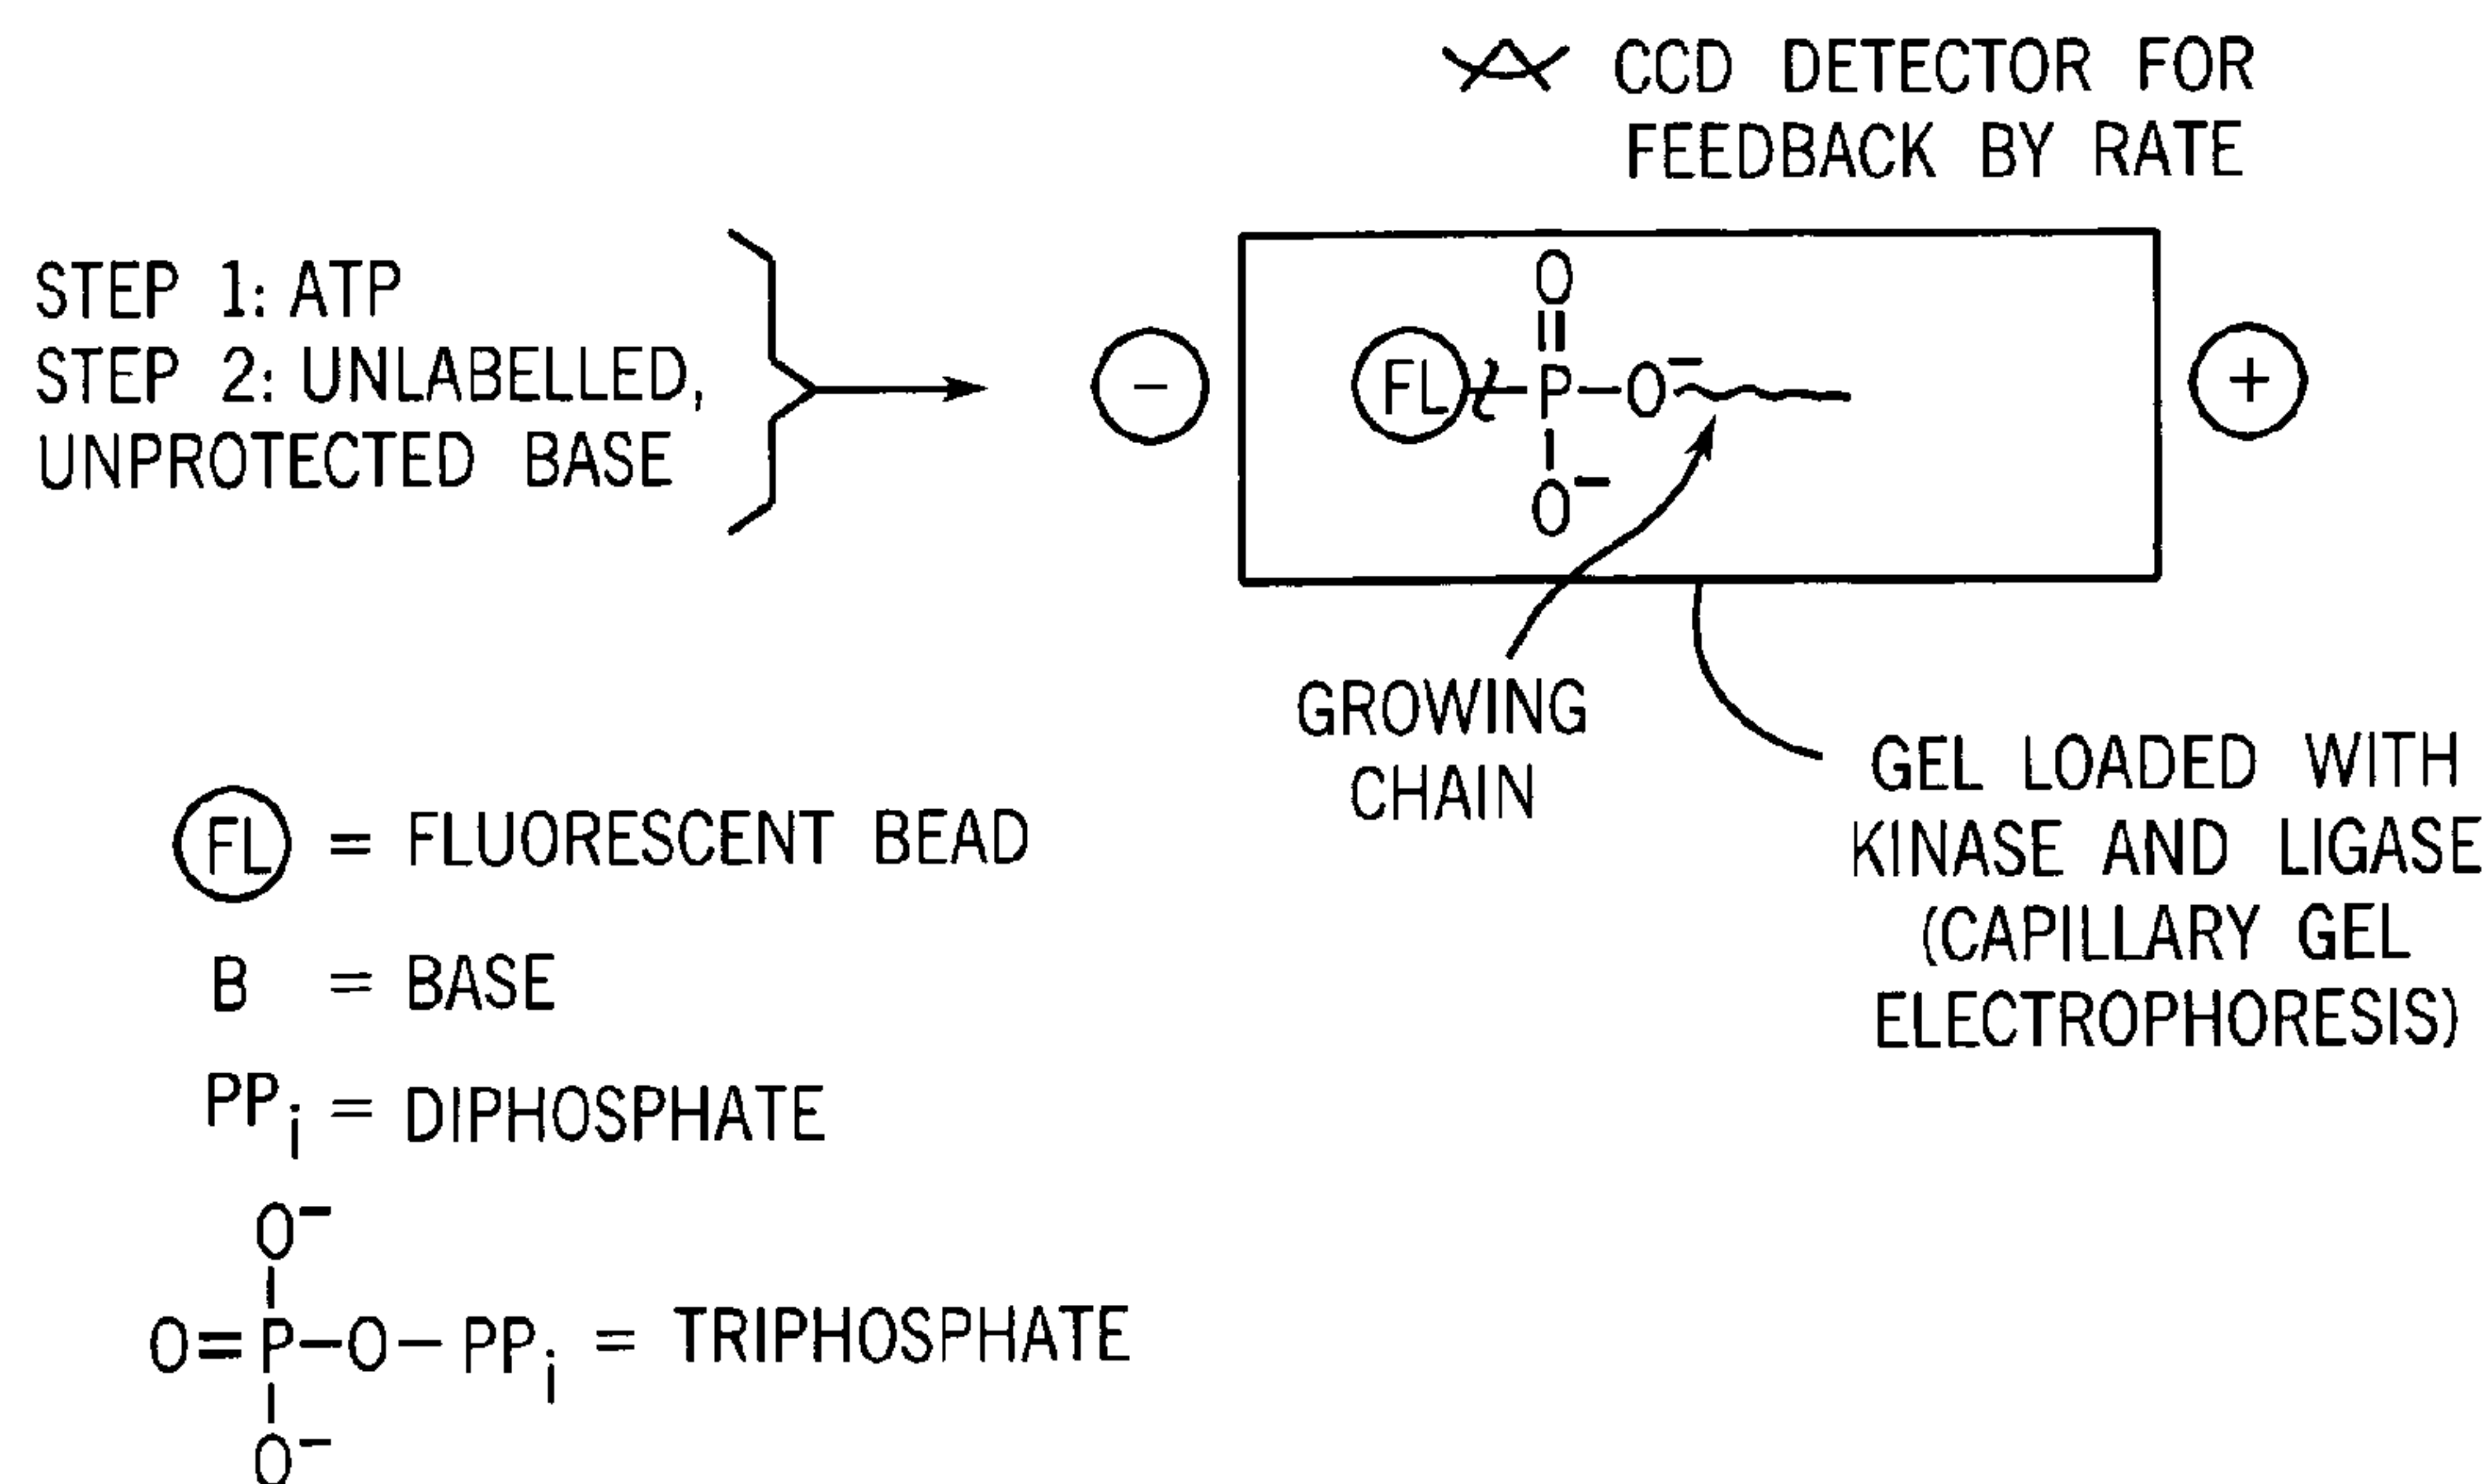 CCD DETECTOR FOR
FEEDBACK BY RATE
STEP 1: ATP
STEP 2: UNLABELLED,
UNPROTECTED BASE
−
O
FL P O−
O−
+
GROWING
CHAIN
GEL LOADED WITH
KINASE AND LIGASE
(CAPILLARY GEL
ELECTROPHORESIS)
FL = FLUORESCENT BEAD
B = BASE
PPi = DIPHOSPHATE
O−
O=P–O–PPi = TRIPHOSPHATE
O−